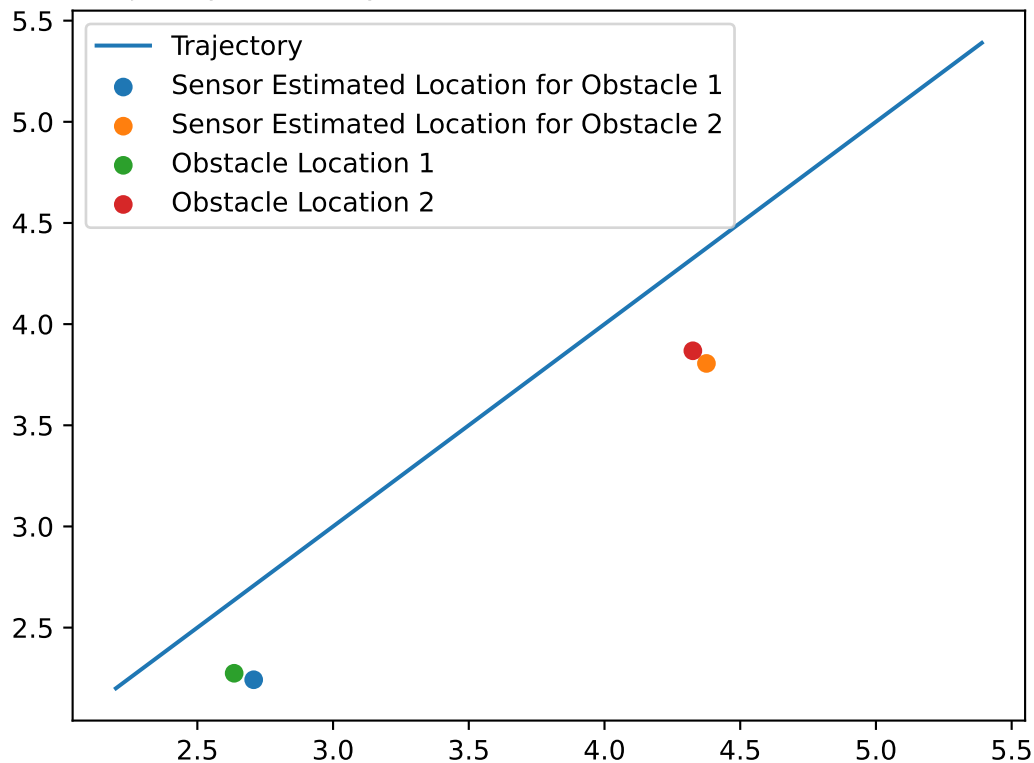 5.5
5.0
4.5
4.0
3.5
3.0
2.5
Trajectory
Sensor Estimated Location for Obstacle 1
Sensor Estimated Location for Obstacle 2
Obstacle Location 1
Obstacle Location 2
2.5 3.0 3.5 4.0 4.5 5.0 5.5